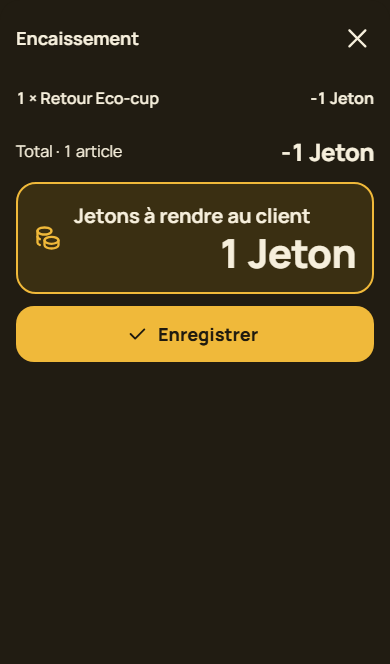 Encaissement
1 × Retour Eco-cup
-1 Jeton
Total · 1 article
-1 Jeton
Jetons à rendre au client
1 Jeton
Enregistrer